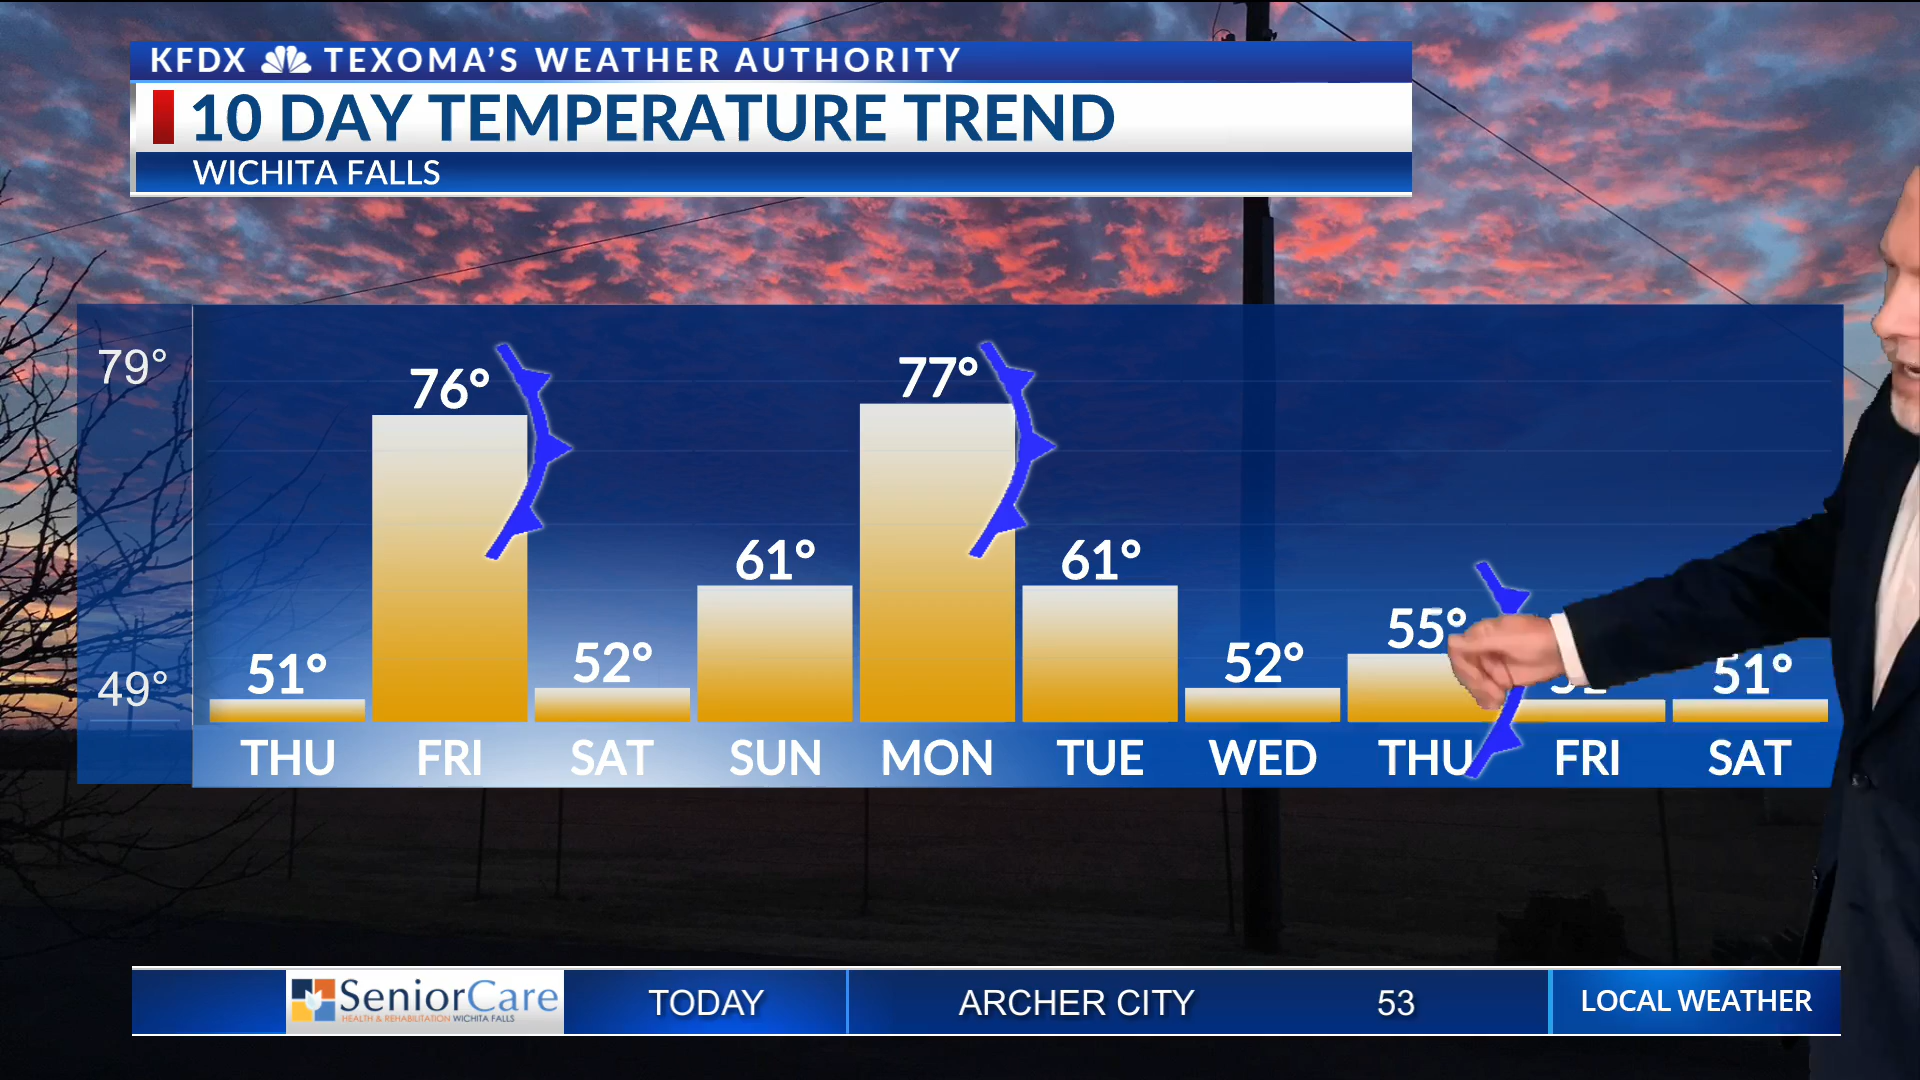 KFDX TEXOMA'S WEATHER AUTHORITY
10 DAY TEMPERATURE TREND
WICHITA FALLS
79°
49°
51° 76° 52° 61° 77° 61° 52° 55° 51°
THU FRI SAT SUN MON TUE WED THU FRI SAT
SeniorCare
HEALTH & REHABILITATION WICHITA FALLS
TODAY
ARCHER CITY 53
LOCAL WEATHER